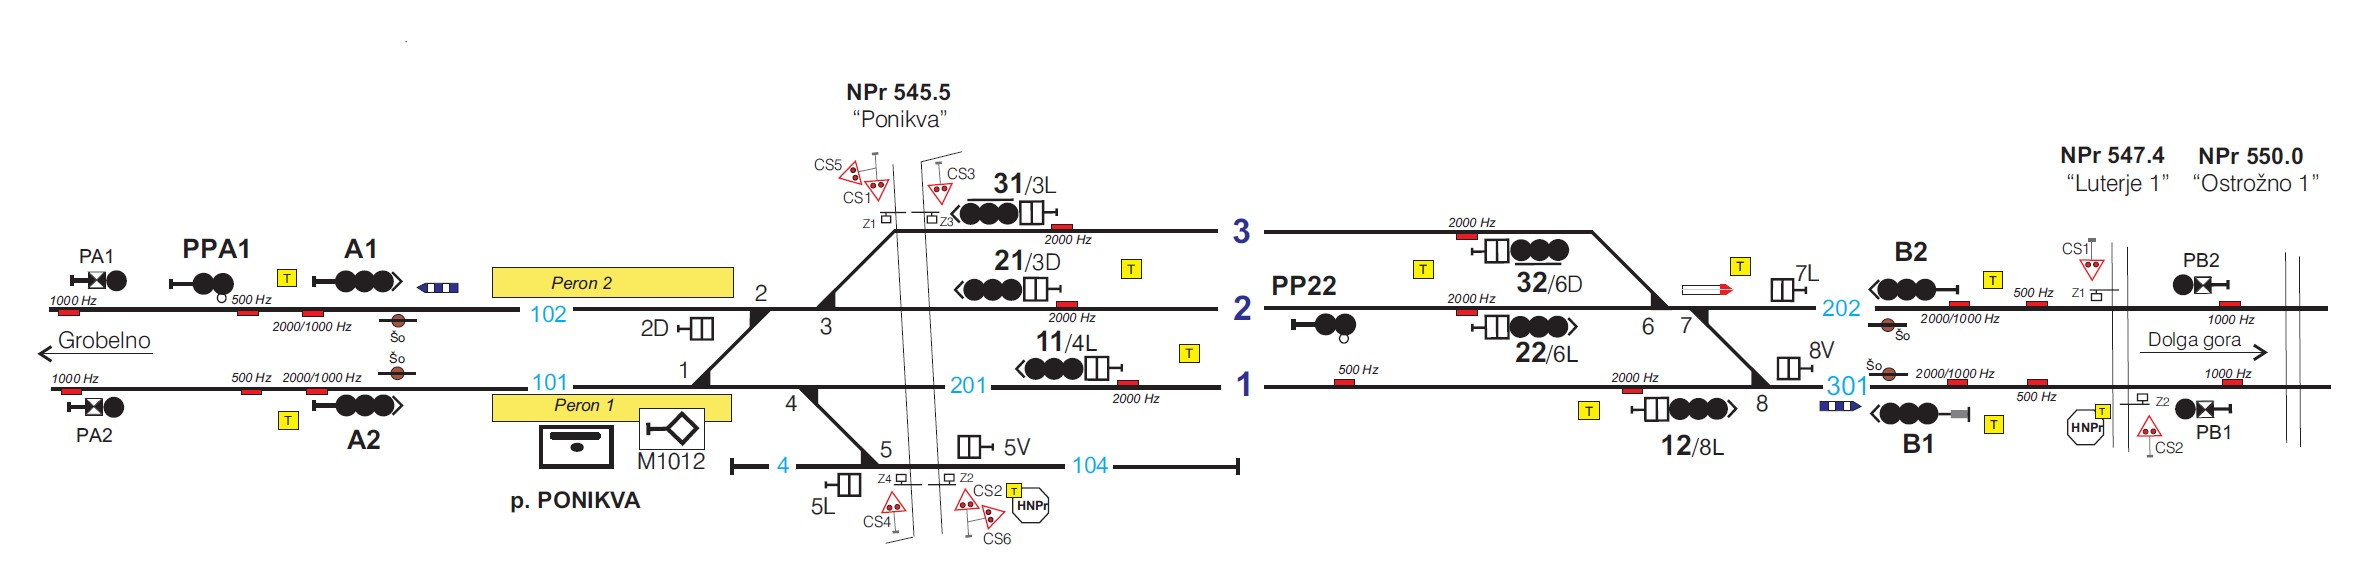 NPr 545.5
“Ponikva”
NPr 547.4
“Luterje 1”
NPr 550.0
“Ostrožno 1”
CS5
CS1
CS3
31/3L
Z1
Z3
2000 Hz
3
2000 Hz
32/6D
PA1
PPA1
A1
T
1000 Hz
500 Hz
2000/1000 Hz
Šo
Peron 2
102
2
3
2D
21/3D
2000 Hz
T
2
PP22
T
2000 Hz
22/6L
6
7
T
7L
202
B2
T
2000/1000 Hz
Šo
500 Hz
CS1
Z1
PB2
1000 Hz
Grobelno
Dolga gora
1000 Hz
500 Hz
2000/1000 Hz
Šo
PA2
T
A2
101
Peron 1
1
4
M1012
p. PONIKVA
11/4L
T
201
2000 Hz
1
500 Hz
2000 Hz
T
12/8L
8V
8
301
Šo
2000/1000 Hz
B1
T
500 Hz
HNPr
T
Z2
CS2
1000 Hz
PB1
4
5
5V
104
5L
Z4
Z2
CS4
CS2
T
HNPr
CS6